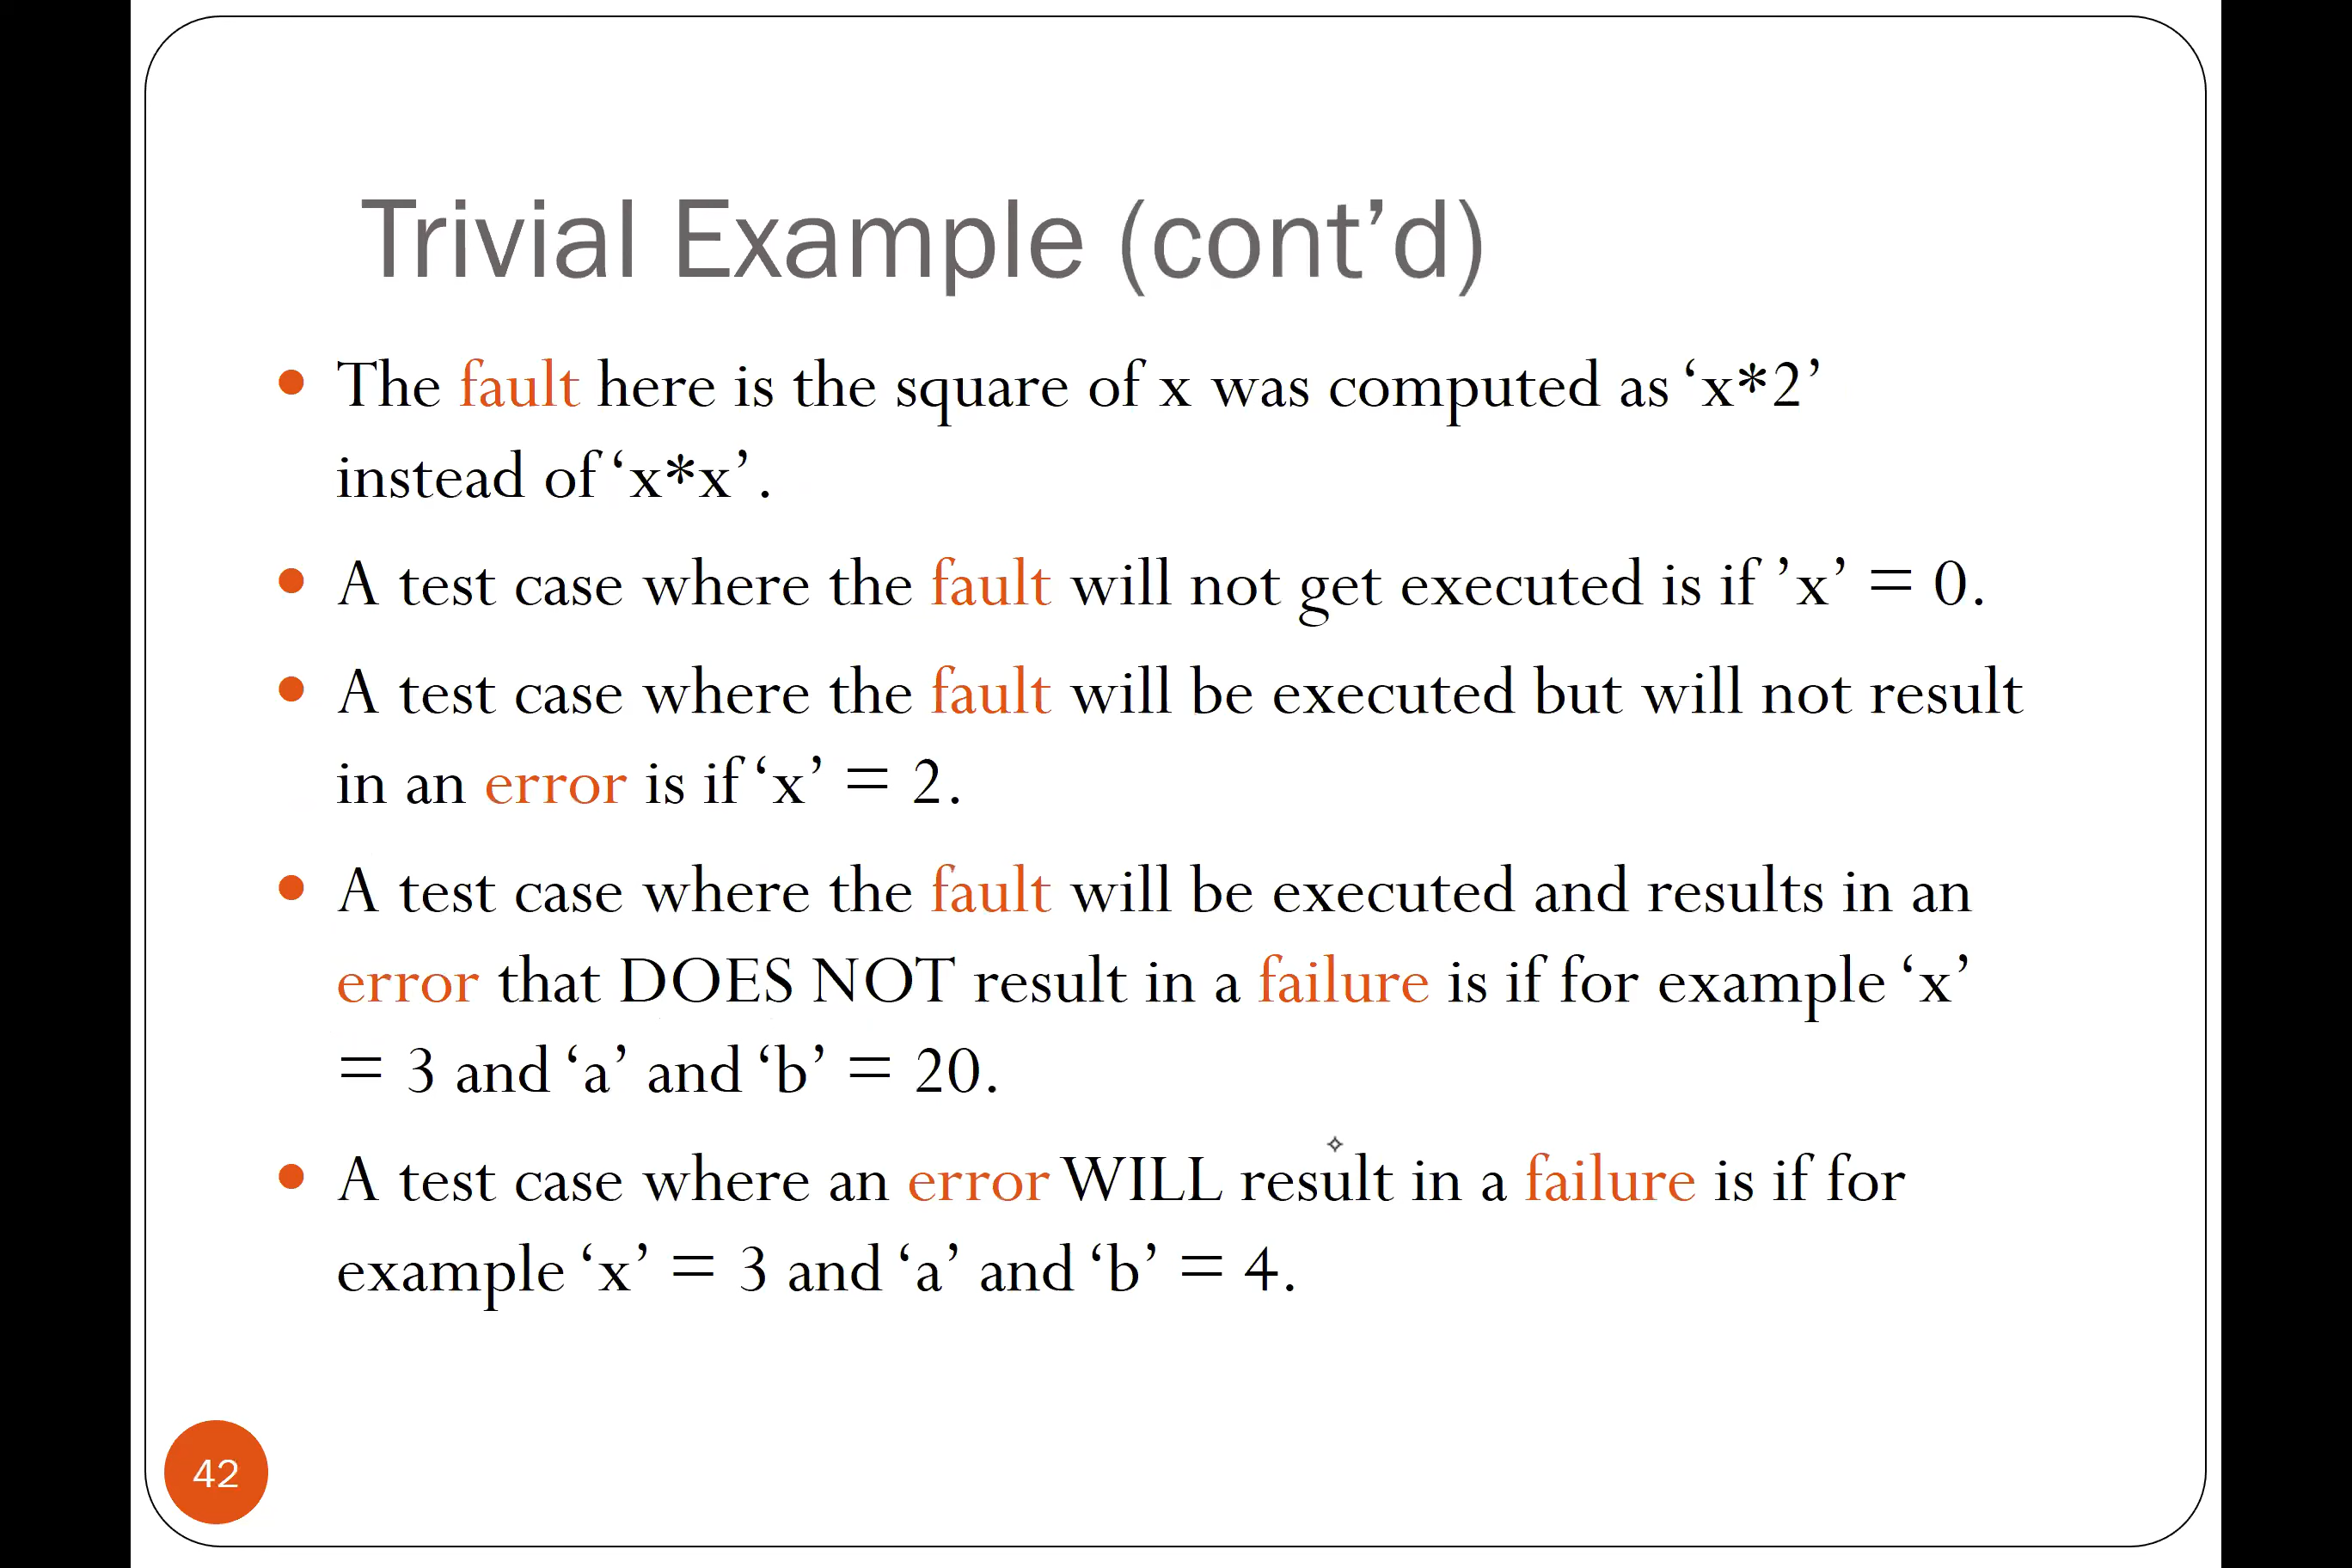 Trivial Example (cont’d)
The fault here is the square of x was computed as ‘x*2’
instead of ‘x*x’.
A test case where the fault will not get executed is if ’x’ = 0.
A test case where the fault will be executed but will not result
in an error is if ‘x’ = 2.
A test case where the fault will be executed and results in an
error that DOES NOT result in a failure is if for example ‘x’
= 3 and ‘a’ and ‘b’ = 20.
A test case where an error WILL result in a failure is if for
example ‘x’ = 3 and ‘a’ and ‘b’ = 4.
42